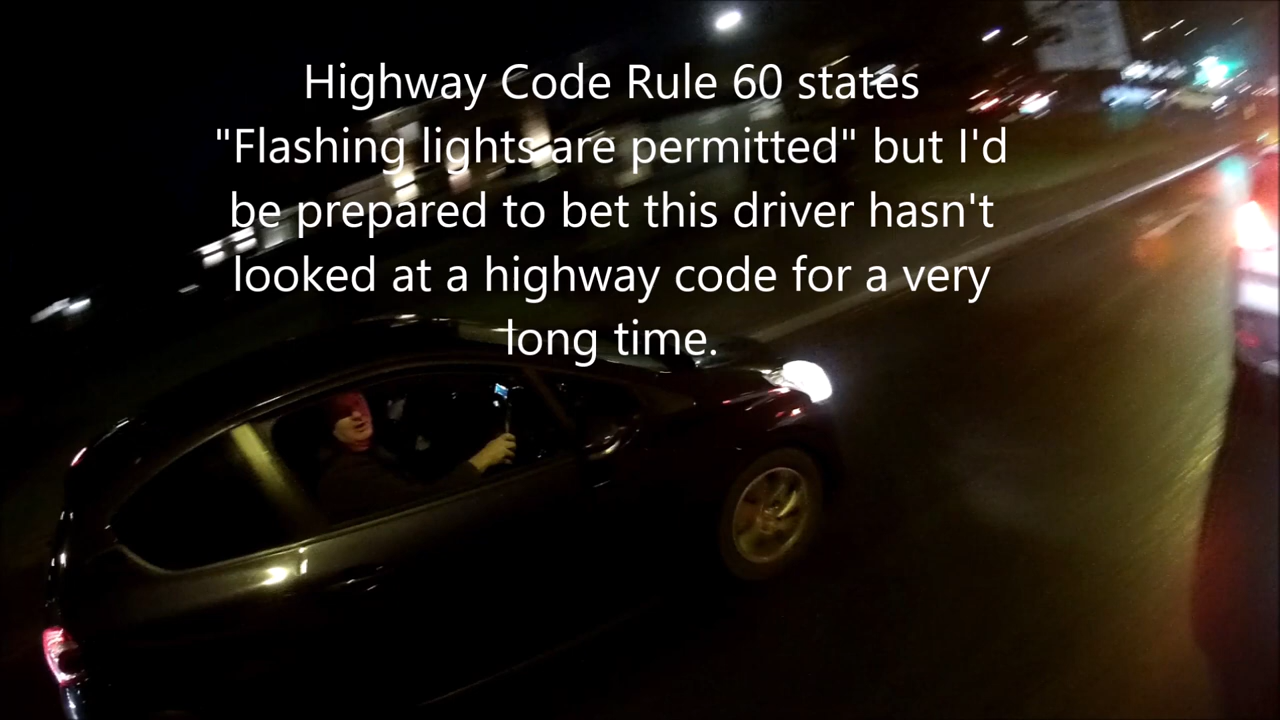 Highway Code Rule 60 states
"Flashing lights are permitted" but I'd
be prepared to bet this driver hasn't
looked at a highway code for a very
long time.